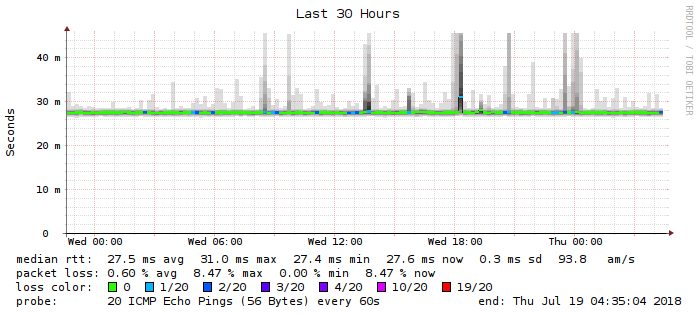 Last 30 Hours
RRDTOOL / TOBI OETIKER
Seconds
40 m
30 m
20 m
10 m
0
Wed 00:00 Wed 06:00 Wed 12:00 Wed 18:00 Thu 00:00
median rtt: 27.5 ms avg 31.0 ms max 27.4 ms min 27.6 ms now 0.3 ms sd 93.8 am/s
packet loss: 0.60 % avg 8.47 % max 0.00 % min 8.47 % now
loss color: 0 1/20 2/20 3/20 4/20 10/20 19/20
probe: 20 ICMP Echo Pings (56 Bytes) every 60s end: Thu Jul 19 04:35:04 2018